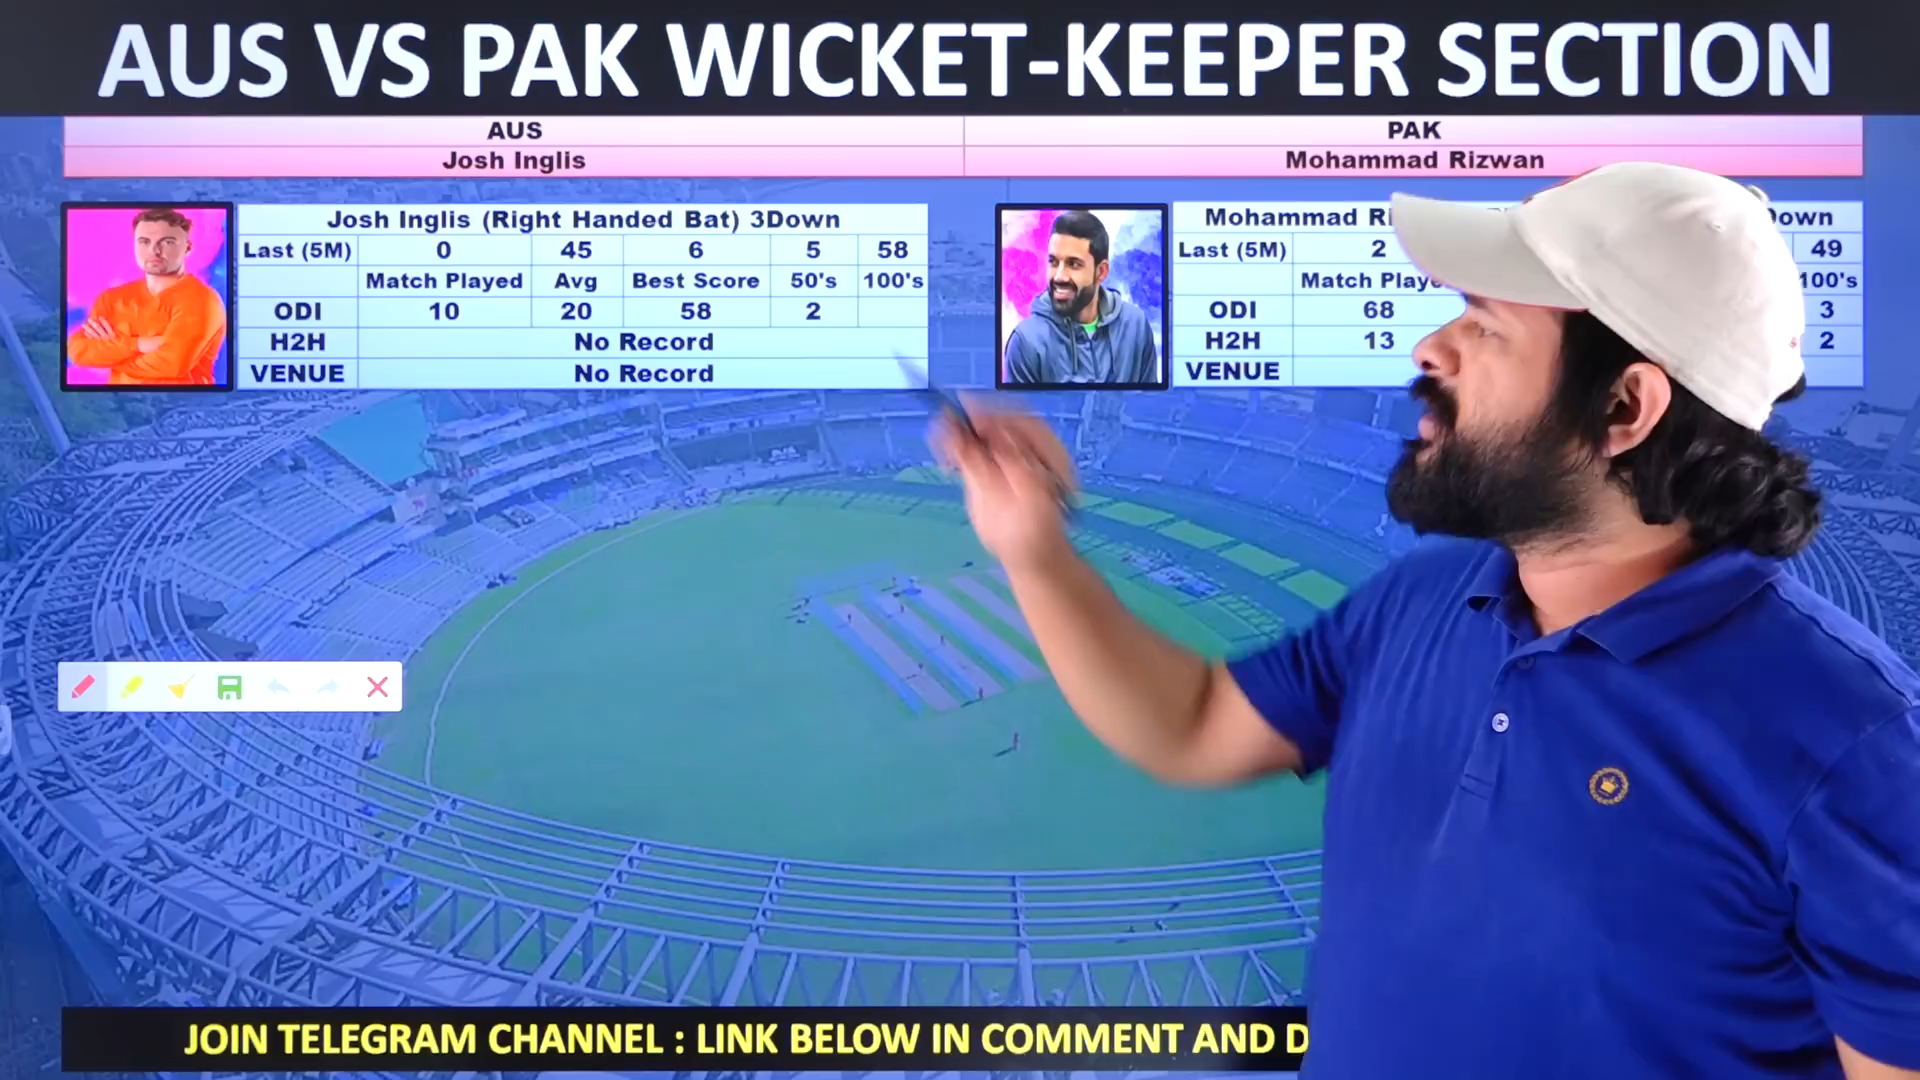 AUS VS PAK WICKET-KEEPER SECTION
AUS PAK
Josh Inglis Mohammad Rizwan
Josh Inglis (Right Handed Bat) 3Down
Last (5M) 0 45 6 5 58
Match Played Avg Best Score 50's 100's
ODI 10 20 58 2
H2H No Record
VENUE No Record
Mohammad
Last (5M) 2 49
Match 100's
ODI 68 3
H2H 13 2
VENUE
JOIN TELEGRAM CHANNEL : LINK BELOW IN COMMENT AND